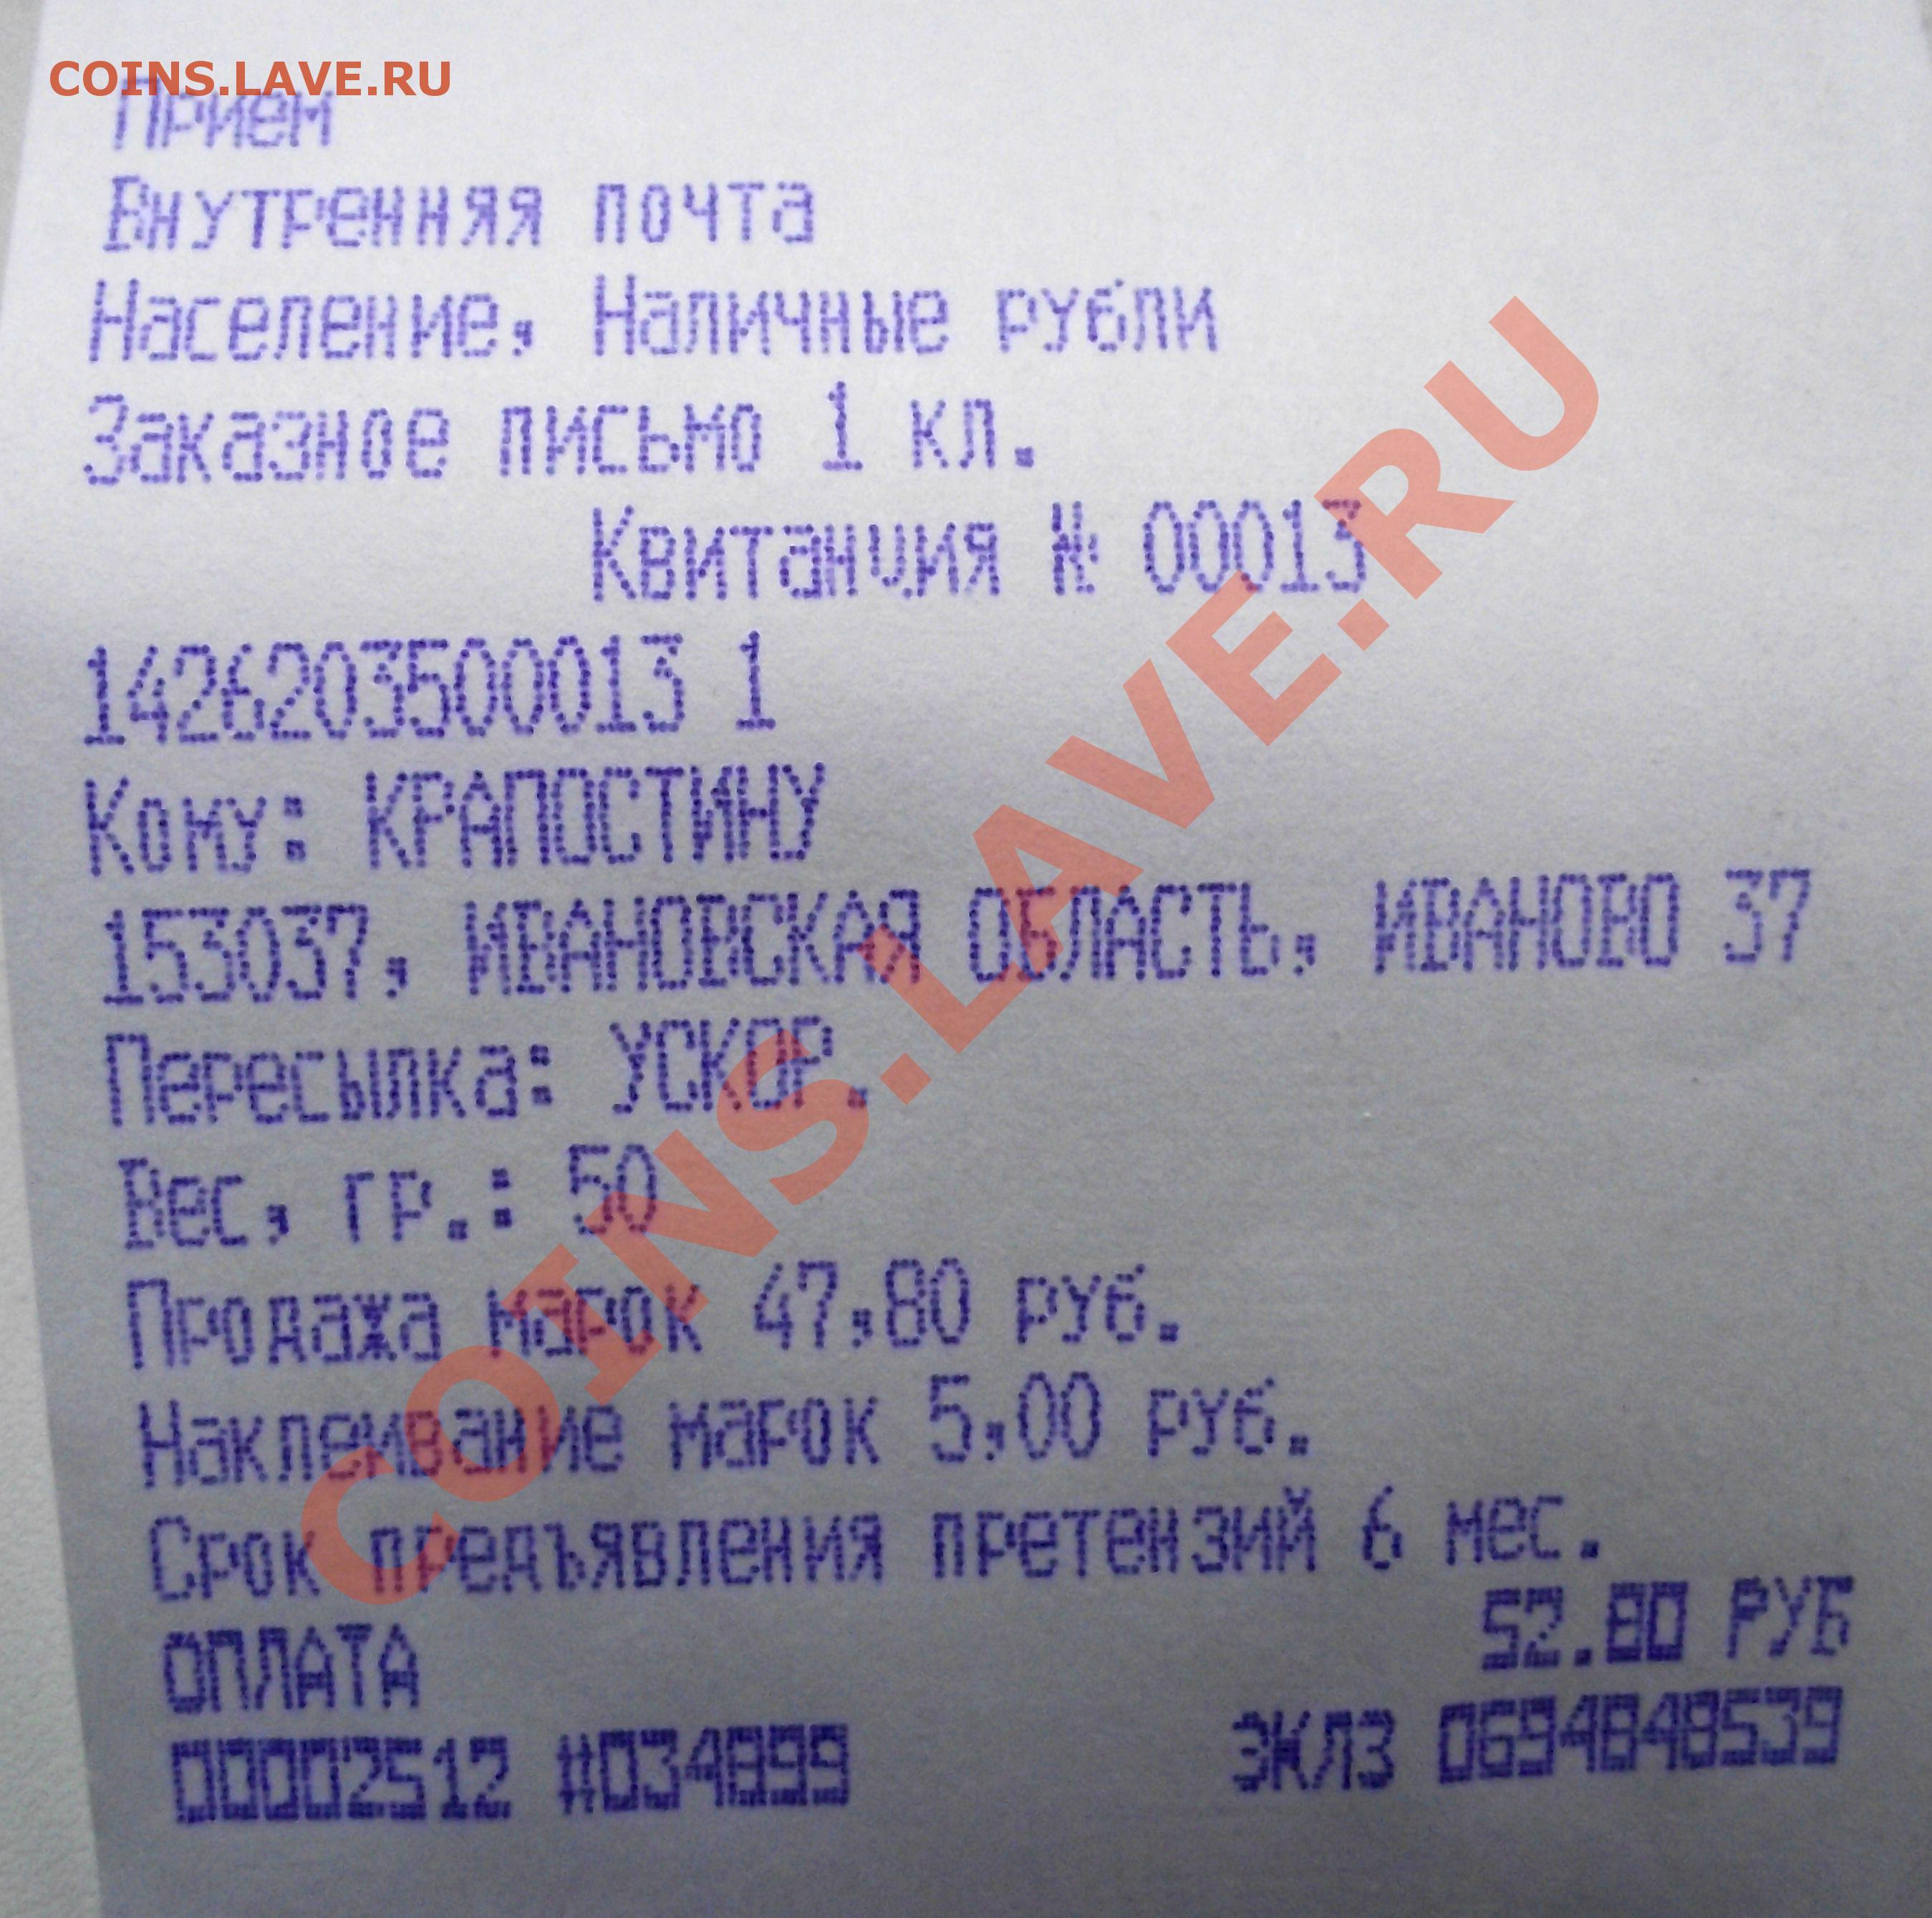 COINS.LAVE.RU
Прием
Внутренняя почта
Население, Наличные рубли
Заказное письмо 1 кл.
Квитанция № 00013
1426203500013 1
Кому: КРАПОСТИНУ
153037, ИВАНОВСКАЯ ОБЛАСТЬ, ИВАНОВО 37
Пересылка: УСКОР.
Вес, гр.: 50
Продажа марок 47,80 руб.
Наклеивание марок 5,00 руб.
Срок предъявления претензий 6 мес.
ОПЛАТА 52.80 РУБ
00002512 #034899 ЭКЛЗ 0694848539
COINS.LAVE.RU